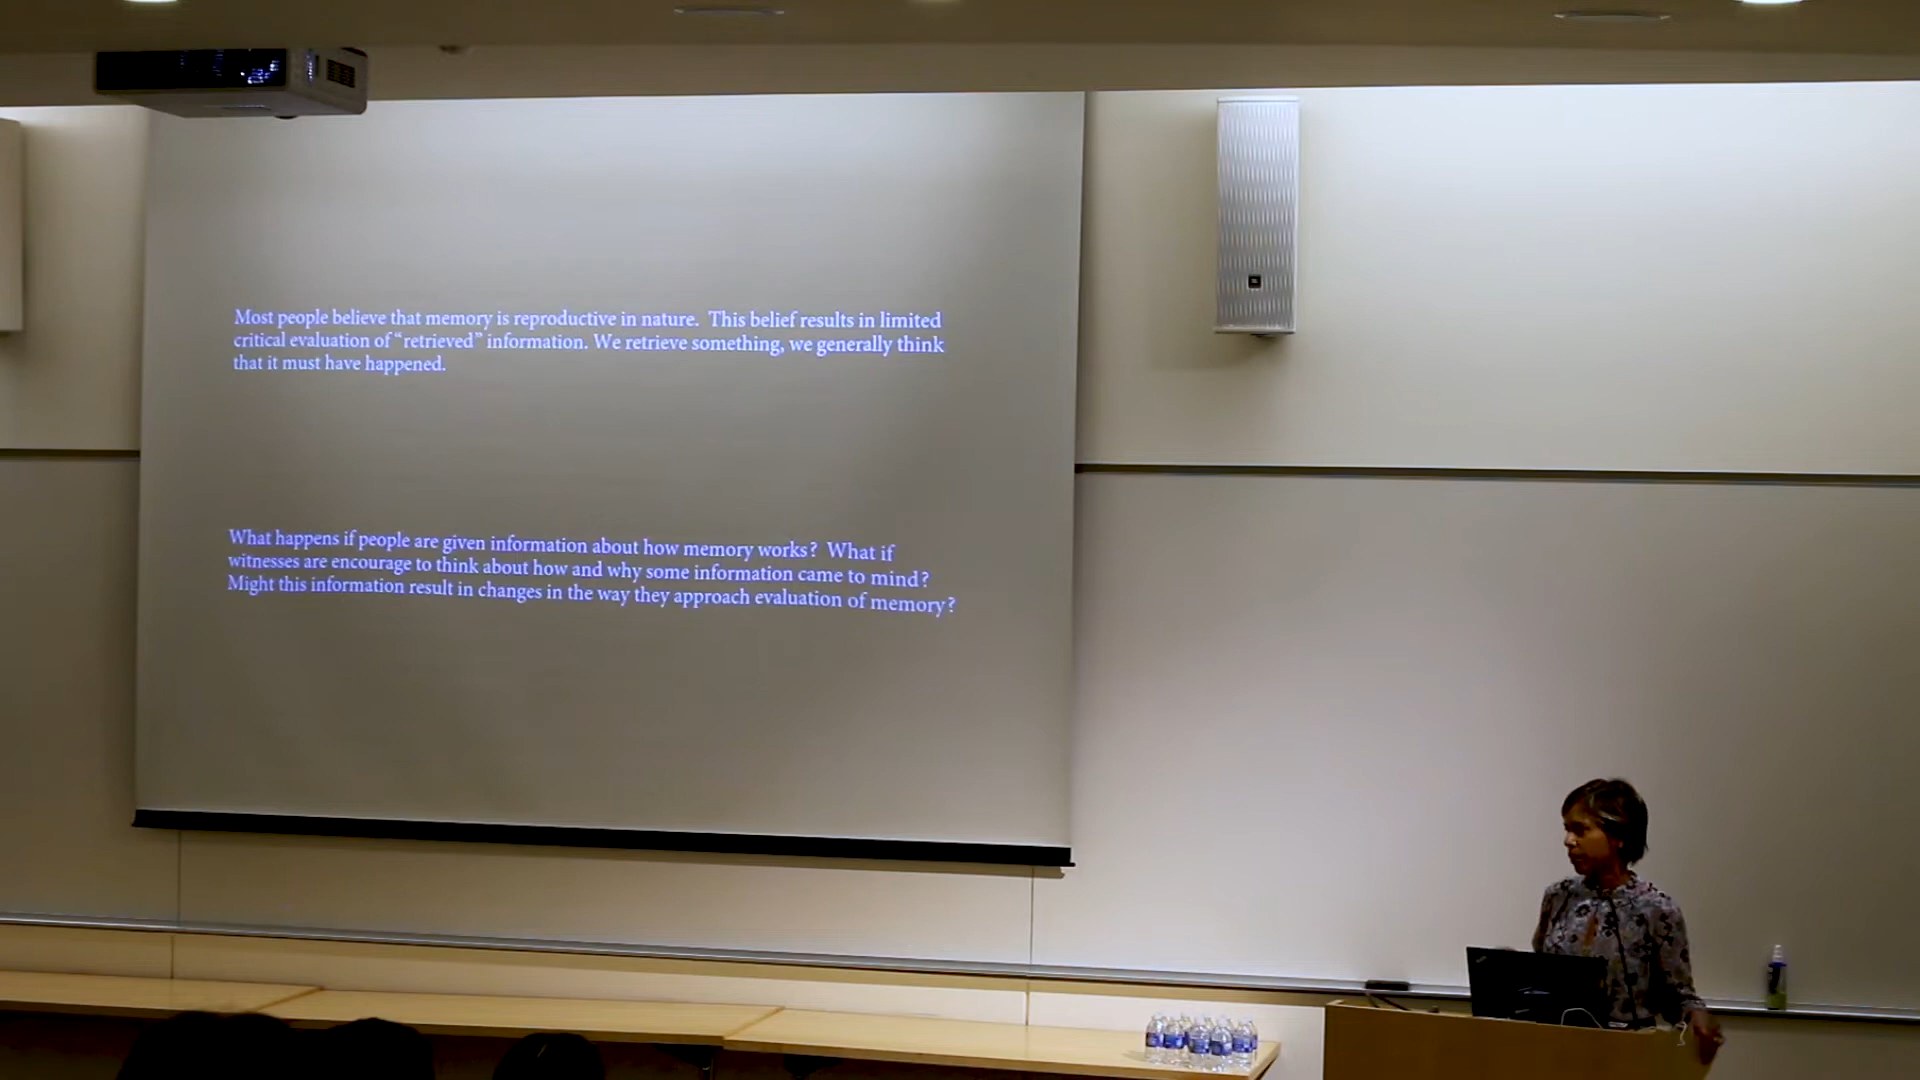 Most people believe that memory is reproductive in nature.  This belief results in limited
critical evaluation of “retrieved” information. We retrieve something, we generally think
that it must have happened.
What happens if people are given information about how memory works?  What if
witnesses are encourage to think about how and why some information came to mind?
Might this information result in changes in the way they approach evaluation of memory?